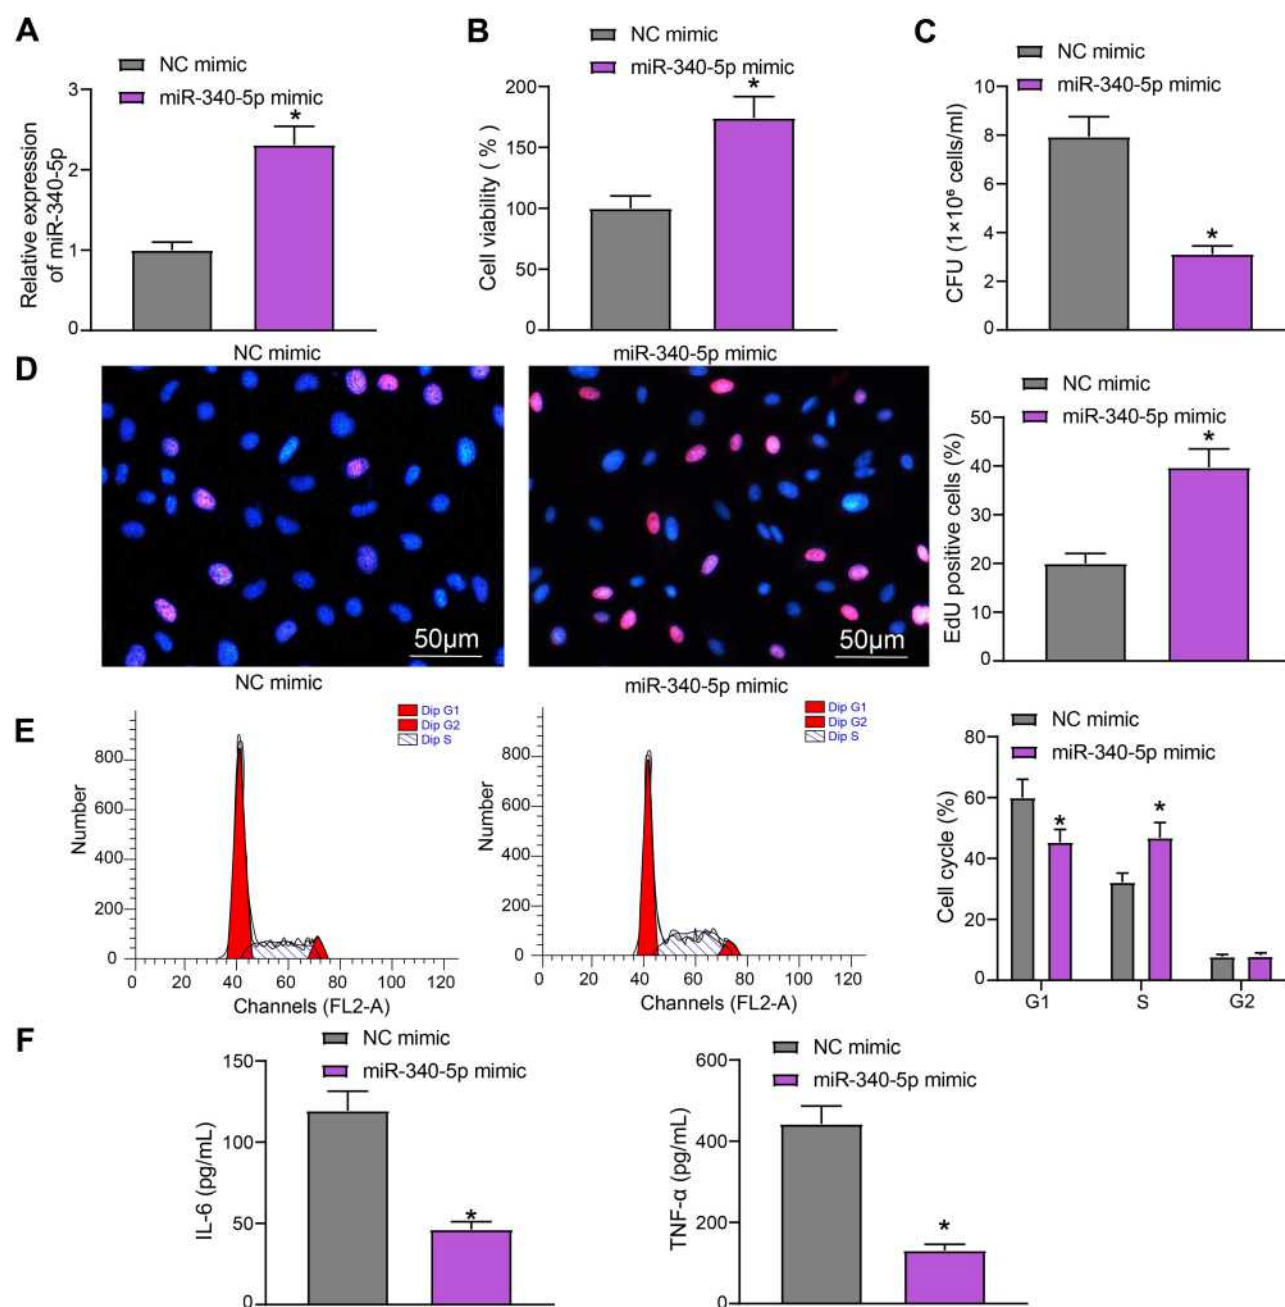 A
NC mimic
miR-340-5p mimic
Relative expression
of miR-340-5p
3
2
1
0
*
B
NC mimic
miR-340-5p mimic
Cell viability ( % )
200
150
100
50
0
*
C
NC mimic
miR-340-5p mimic
CFU (1×10⁶ cells/ml)
10
8
6
4
2
0
*
D
NC mimic
50μm
miR-340-5p mimic
50μm
NC mimic
miR-340-5p mimic
EdU positive cells (%)
50
40
30
20
10
0
*
E
NC mimic
Dip G1
Dip G2
Dip S
Number
800
600
400
200
0
0 20 40 60 80 100 120
Channels (FL2-A)
miR-340-5p mimic
Dip G1
Dip G2
Dip S
Number
800
600
400
200
0
0 20 40 60 80 100 120
Channels (FL2-A)
NC mimic
miR-340-5p mimic
Cell cycle (%)
80
60
40
20
0
*
*
G1 S G2
F
NC mimic
miR-340-5p mimic
IL-6 (pg/mL)
150
100
50
0
*
NC mimic
miR-340-5p mimic
TNF-α (pg/mL)
600
400
200
0
*